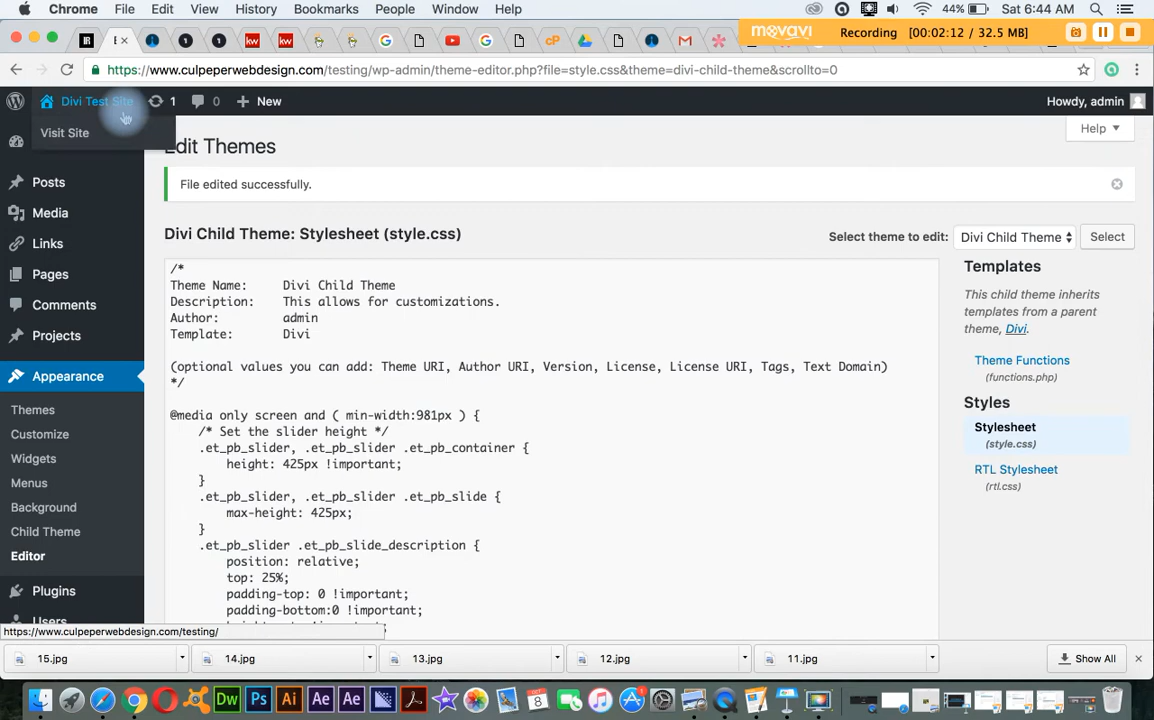 Chrome File Edit View History Bookmarks People Window Help 44% Sat 6:44 AM
movavi Recording [00:02:12 / 32.5 MB]
https://www.culpeperwebdesign.com/testing/wp-admin/theme-editor.php?file=style.css&theme=divi-child-theme&scrollto=0
Divi Test Site 1 0 + New Howdy, admin
Visit Site
Help
Edit Themes
File edited successfully.
Posts
Media
Links
Pages
Comments
Projects
Appearance
Themes
Customize
Widgets
Menus
Background
Child Theme
Editor
Plugins
Users
Divi Child Theme: Stylesheet (style.css)
Select theme to edit: Divi Child Theme Select
/*
Theme Name: Divi Child Theme
Description: This allows for customizations.
Author: admin
Template: Divi
(optional values you can add: Theme URI, Author URI, Version, License, License URI, Tags, Text Domain)
*/
@media only screen and ( min-width:981px ) {
/* Set the slider height */
.et_pb_slider, .et_pb_slider .et_pb_container {
height: 425px !important;
}
.et_pb_slider, .et_pb_slider .et_pb_slide {
max-height: 425px;
}
.et_pb_slider .et_pb_slide_description {
position: relative;
top: 25%;
padding-top: 0 !important;
padding-bottom:0 !important;
Templates
This child theme inherits
templates from a parent
theme, Divi.
Theme Functions
(functions.php)
Styles
Stylesheet
(style.css)
RTL Stylesheet
(rtl.css)
https://www.culpeperwebdesign.com/testing/
15.jpg 14.jpg 13.jpg 12.jpg 11.jpg Show All
Dw Ps Ai Ae Ae 8